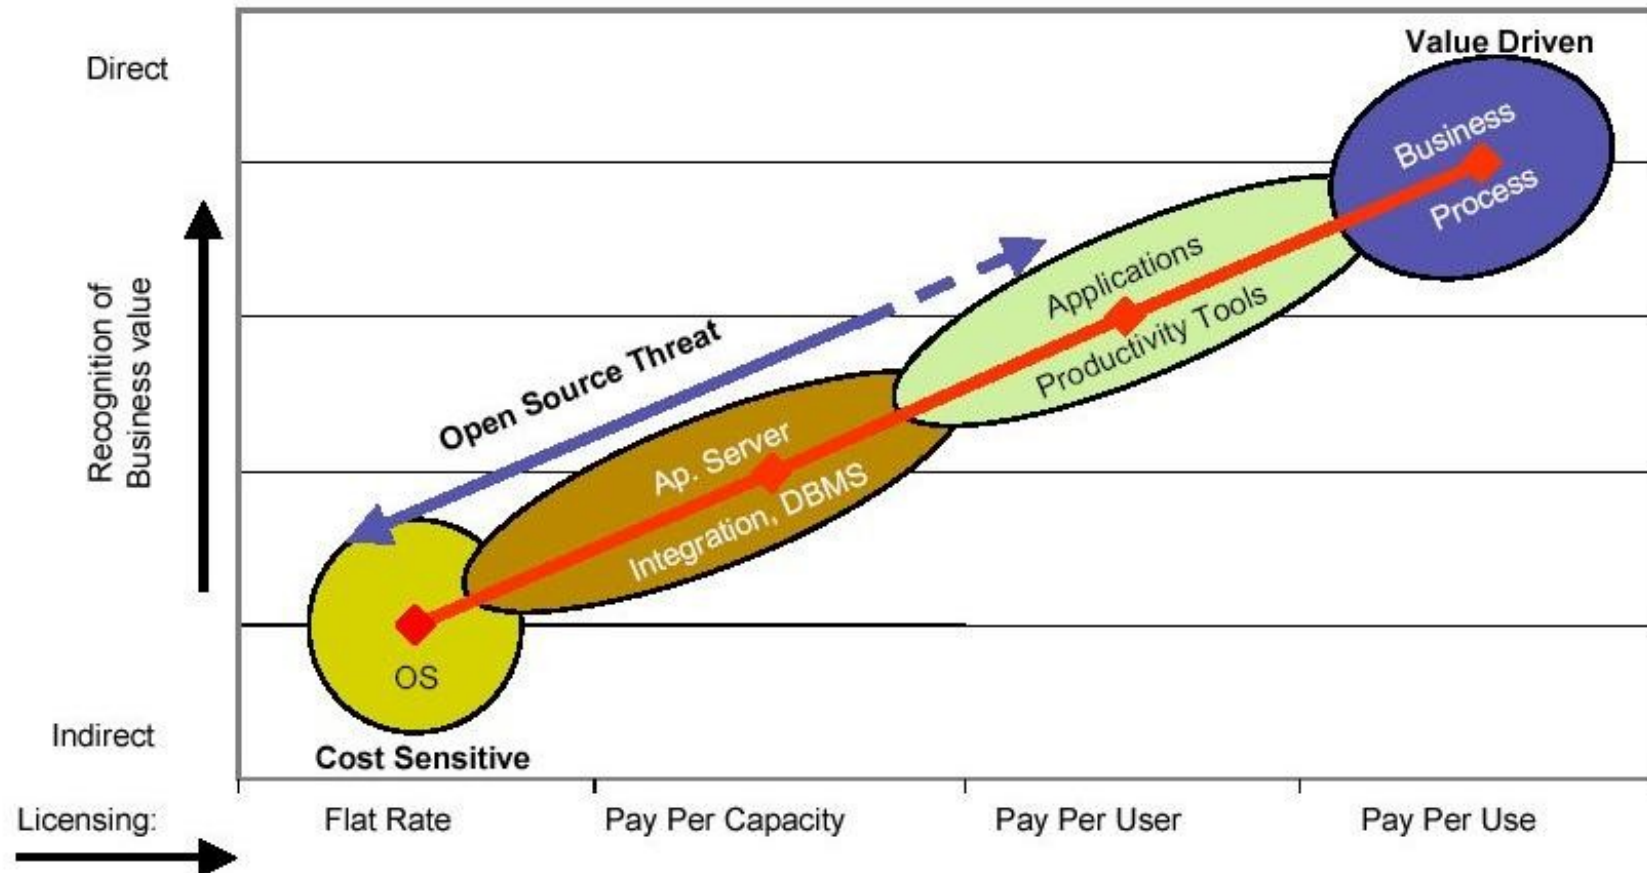 Value Driven
Direct
Business
Process
Applications
Productivity Tools
Open Source Threat
Recognition of
Business value
Ap. Server
Integration, DBMS
OS
Indirect
Cost Sensitive
Licensing:
Flat Rate
Pay Per Capacity
Pay Per User
Pay Per Use